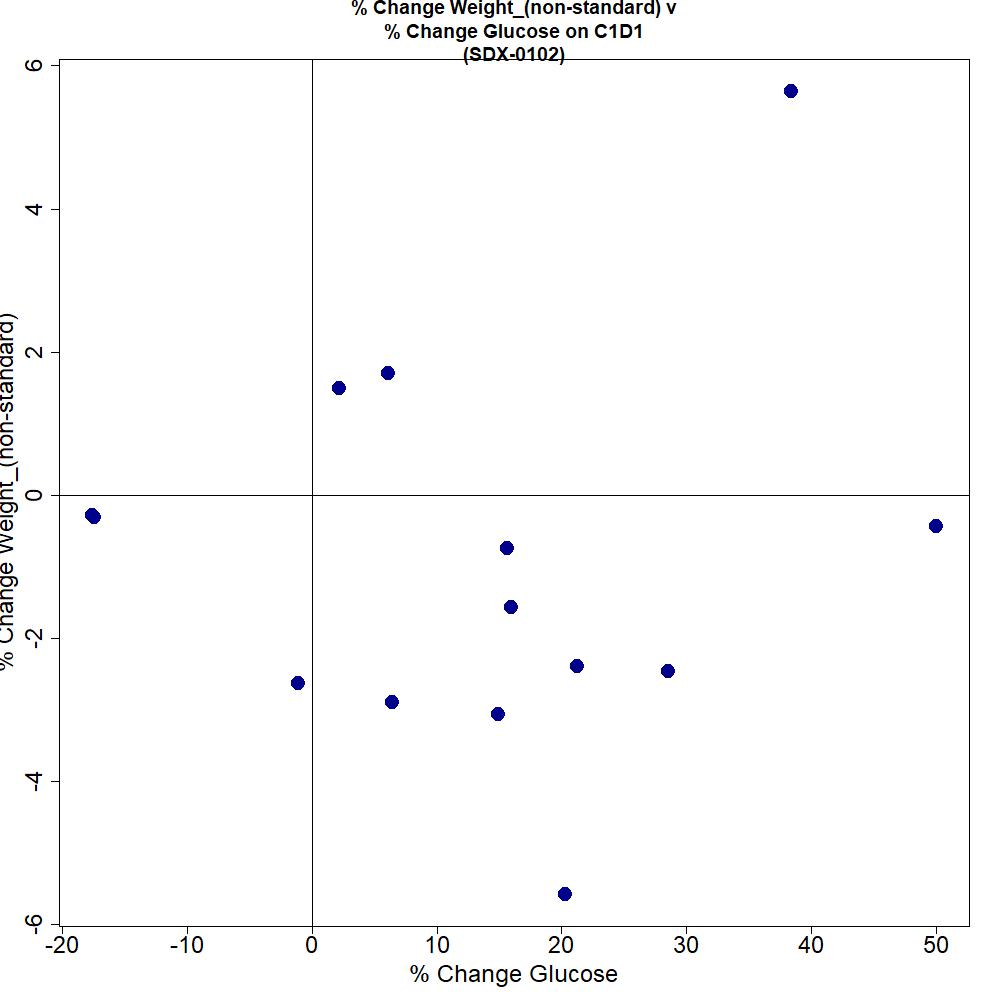 % Change Weight_(non-standard) v
% Change Glucose on C1D1
(SDX-0102)
6
4
2
0
-2
-4
-6
% Change Weight_(non-standard)
-20 -10 0 10 20 30 40 50
% Change Glucose